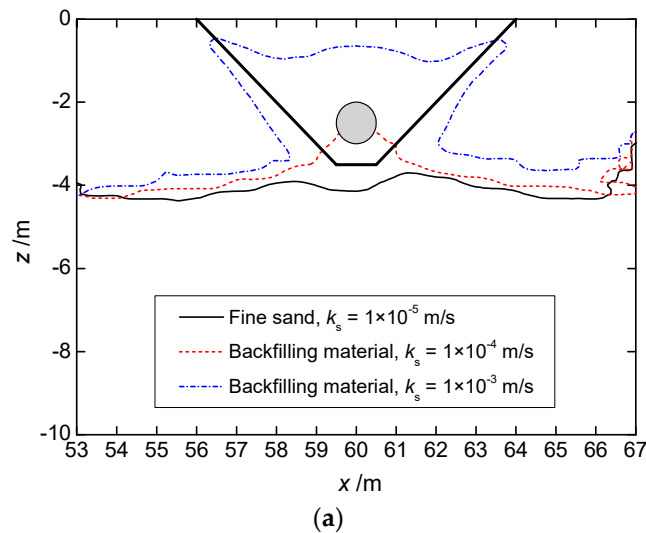 0
-2
-4
-6
-8
-10
z /m
Fine sand, kₛ = 1×10⁻⁵ m/s
Backfilling material, kₛ = 1×10⁻⁴ m/s
Backfilling material, kₛ = 1×10⁻³ m/s
53 54 55 56 57 58 59 60 61 62 63 64 65 66 67
x /m
(a)